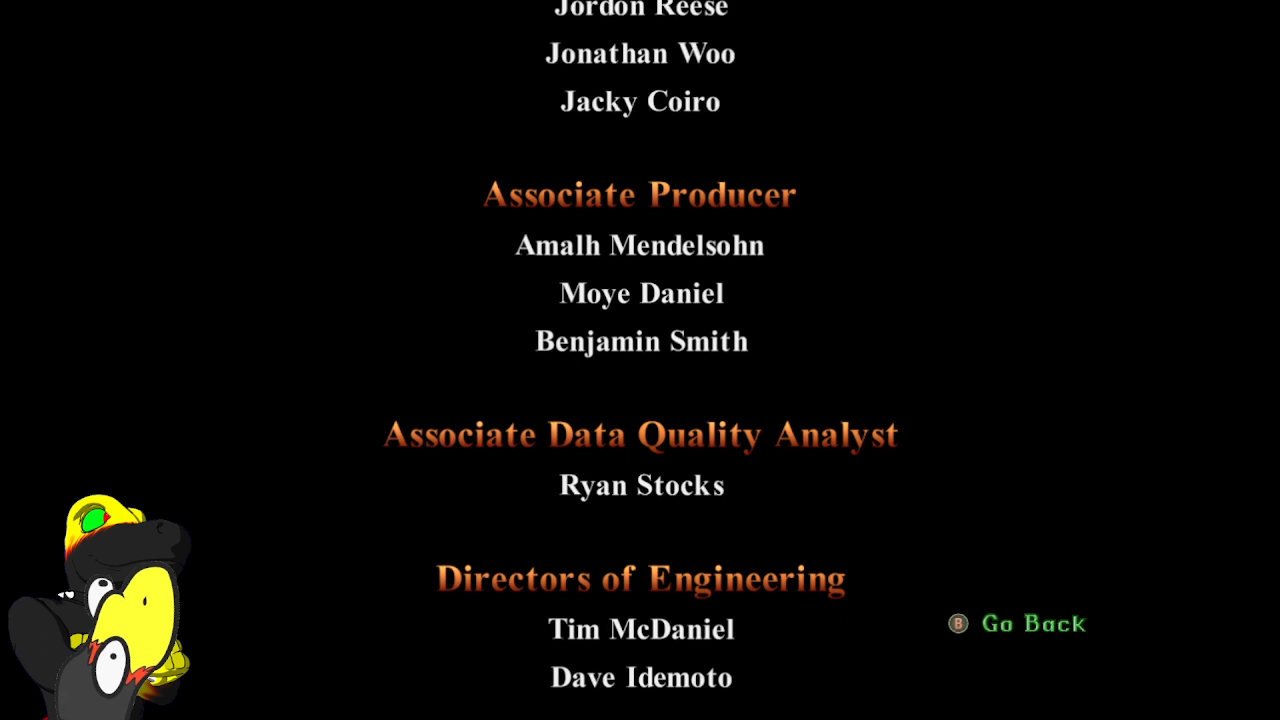 Jordon Reese
Jonathan Woo
Jacky Coiro
Associate Producer
Amalh Mendelsohn
Moye Daniel
Benjamin Smith
Associate Data Quality Analyst
Ryan Stocks
Directors of Engineering
Tim McDaniel
B Go Back
Dave Idemoto